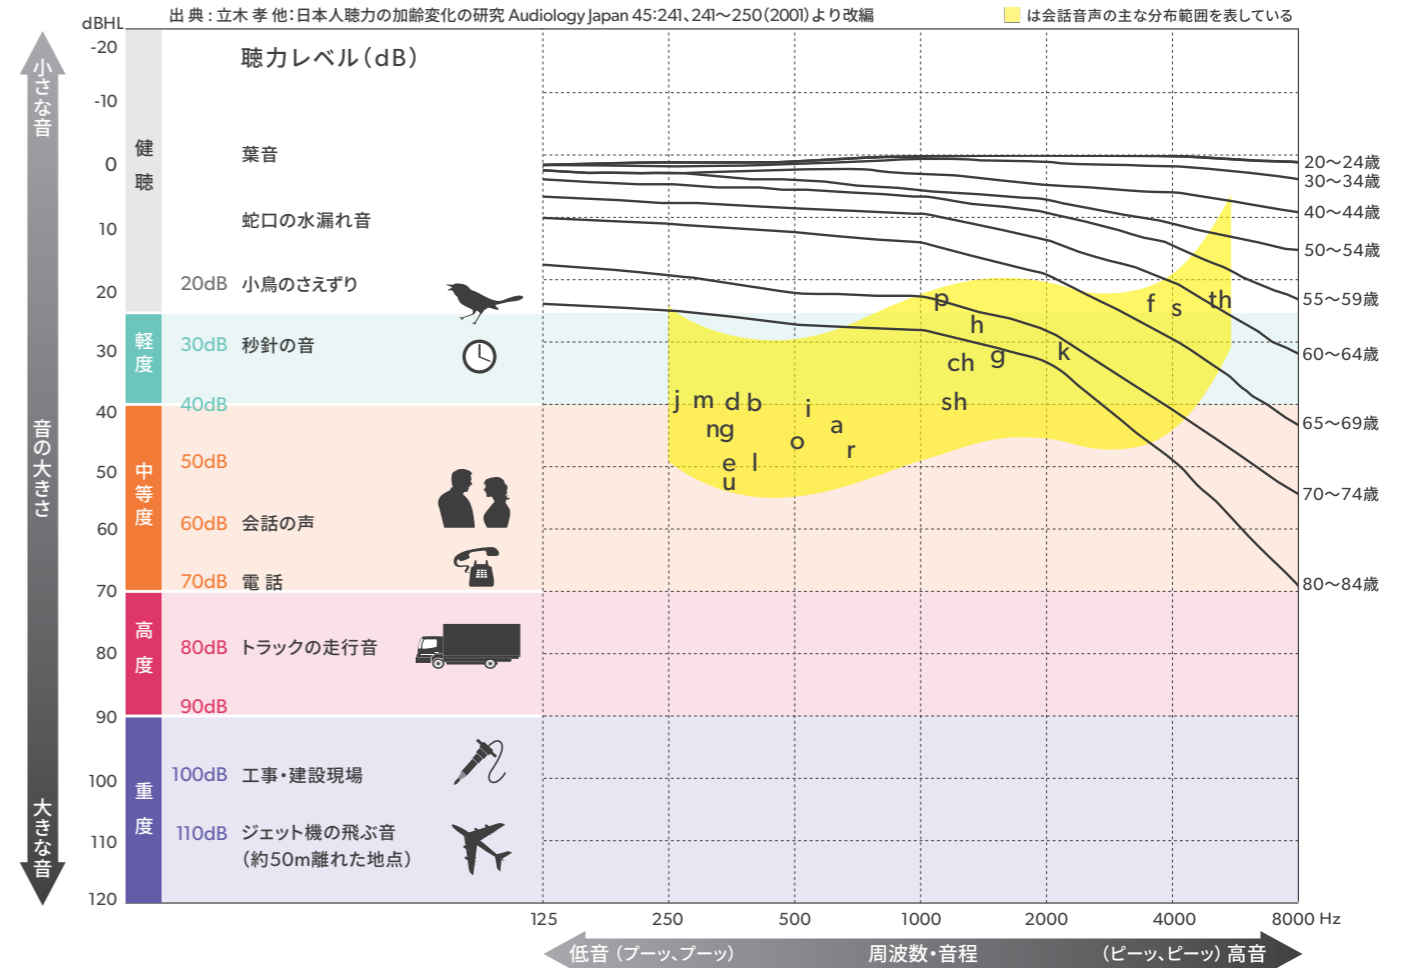 出 典 : 立木 孝 他：日本人聴力の加齢変化の研究 Audiology Japan 45：241、241～250（2001）より改編
は会話音声の主な分布範囲を表している
dBHL
-20
-10
0
10
20
30
40
50
60
70
80
90
100
110
120
小さな音
音の大きさ
大きな音
健聴
軽度
中等度
高度
重度
聴力レベル（dB）
葉音
蛇口の水漏れ音
20dB 小鳥のさえずり
30dB 秒針の音
40dB
50dB
60dB 会話の声
70dB 電 話
80dB トラックの走行音
90dB
100dB 工事・建設現場
110dB ジェット機の飛ぶ音
（約50m離れた地点）
p
h
ch
g
k
sh
f
s
th
j m d b
ng
e l
u
i
o
a
r
20～24歳
30～34歳
40～44歳
50～54歳
55～59歳
60～64歳
65～69歳
70～74歳
80～84歳
125 250 500 1000 2000 4000 8000 Hz
低音（プーッ、プーッ） 周波数・音程 （ピーッ、ピーッ）高音